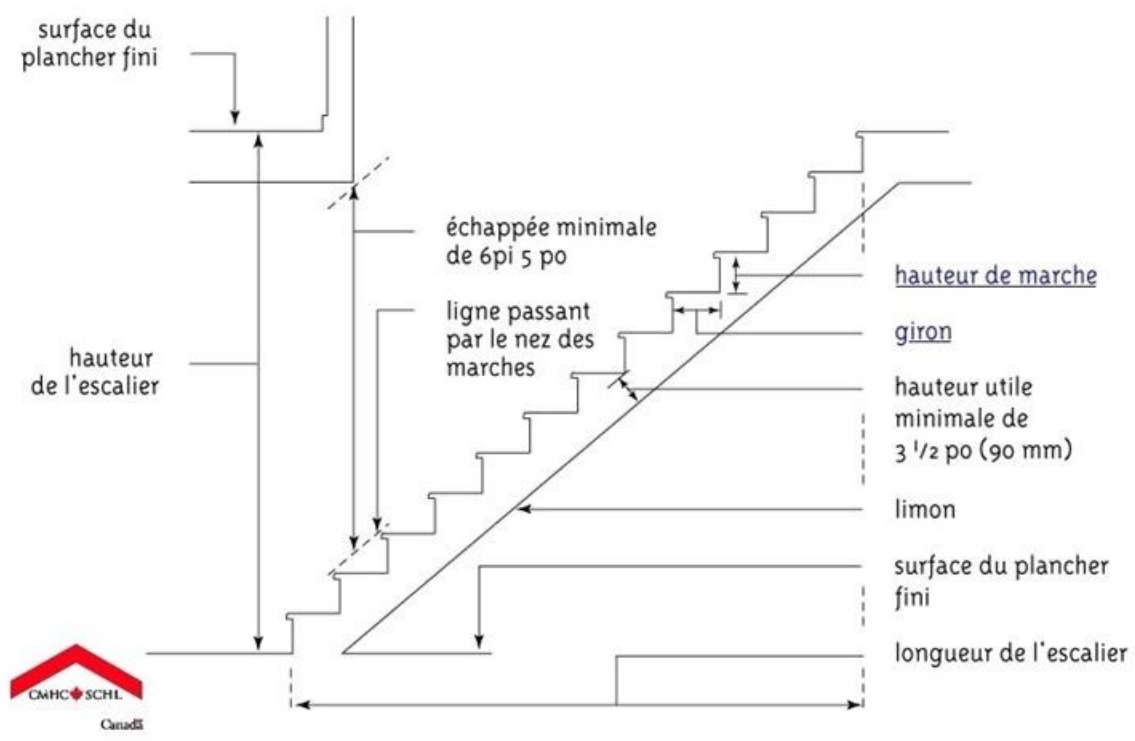 surface du
plancher fini
échappée minimale
de 6pi 5 po
ligne passant
par le nez des
marches
hauteur
de l'escalier
hauteur de marche
giron
hauteur utile
minimale de
3 1/2 po (90 mm)
limon
surface du plancher
fini
longueur de l'escalier
CMHC SCHL
Canada